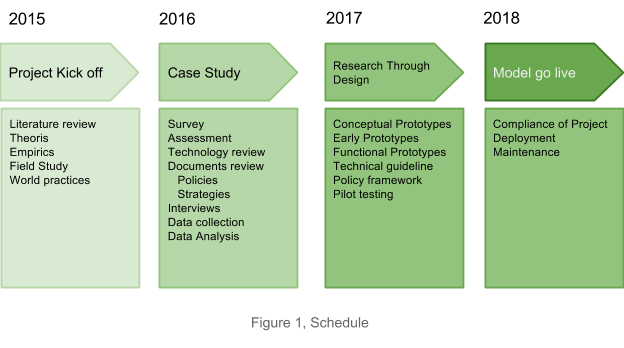 2015
Project Kick off
Literature review
Theoris
Empirics
Field Study
World practices
2016
Case Study
Survey
Assessment
Technology review
Documents review
Policies
Strategies
Interviews
Data collection
Data Analysis
2017
Research Through
Design
Conceptual Prototypes
Early Prototypes
Functional Prototypes
Technical guideline
Policy framework
Pilot testing
2018
Model go live
Compliance of Project
Deployment
Maintenance
Figure 1, Schedule